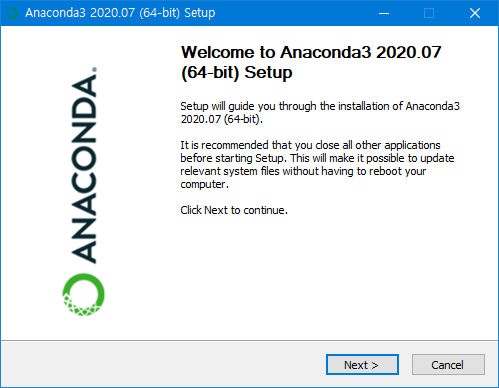 Anaconda3 2020.07 (64-bit) Setup
ANACONDA.
Welcome to Anaconda3 2020.07
(64-bit) Setup
Setup will guide you through the installation of Anaconda3
2020.07 (64-bit).
It is recommended that you close all other applications
before starting Setup. This will make it possible to update
relevant system files without having to reboot your
computer.
Click Next to continue.
Next >
Cancel